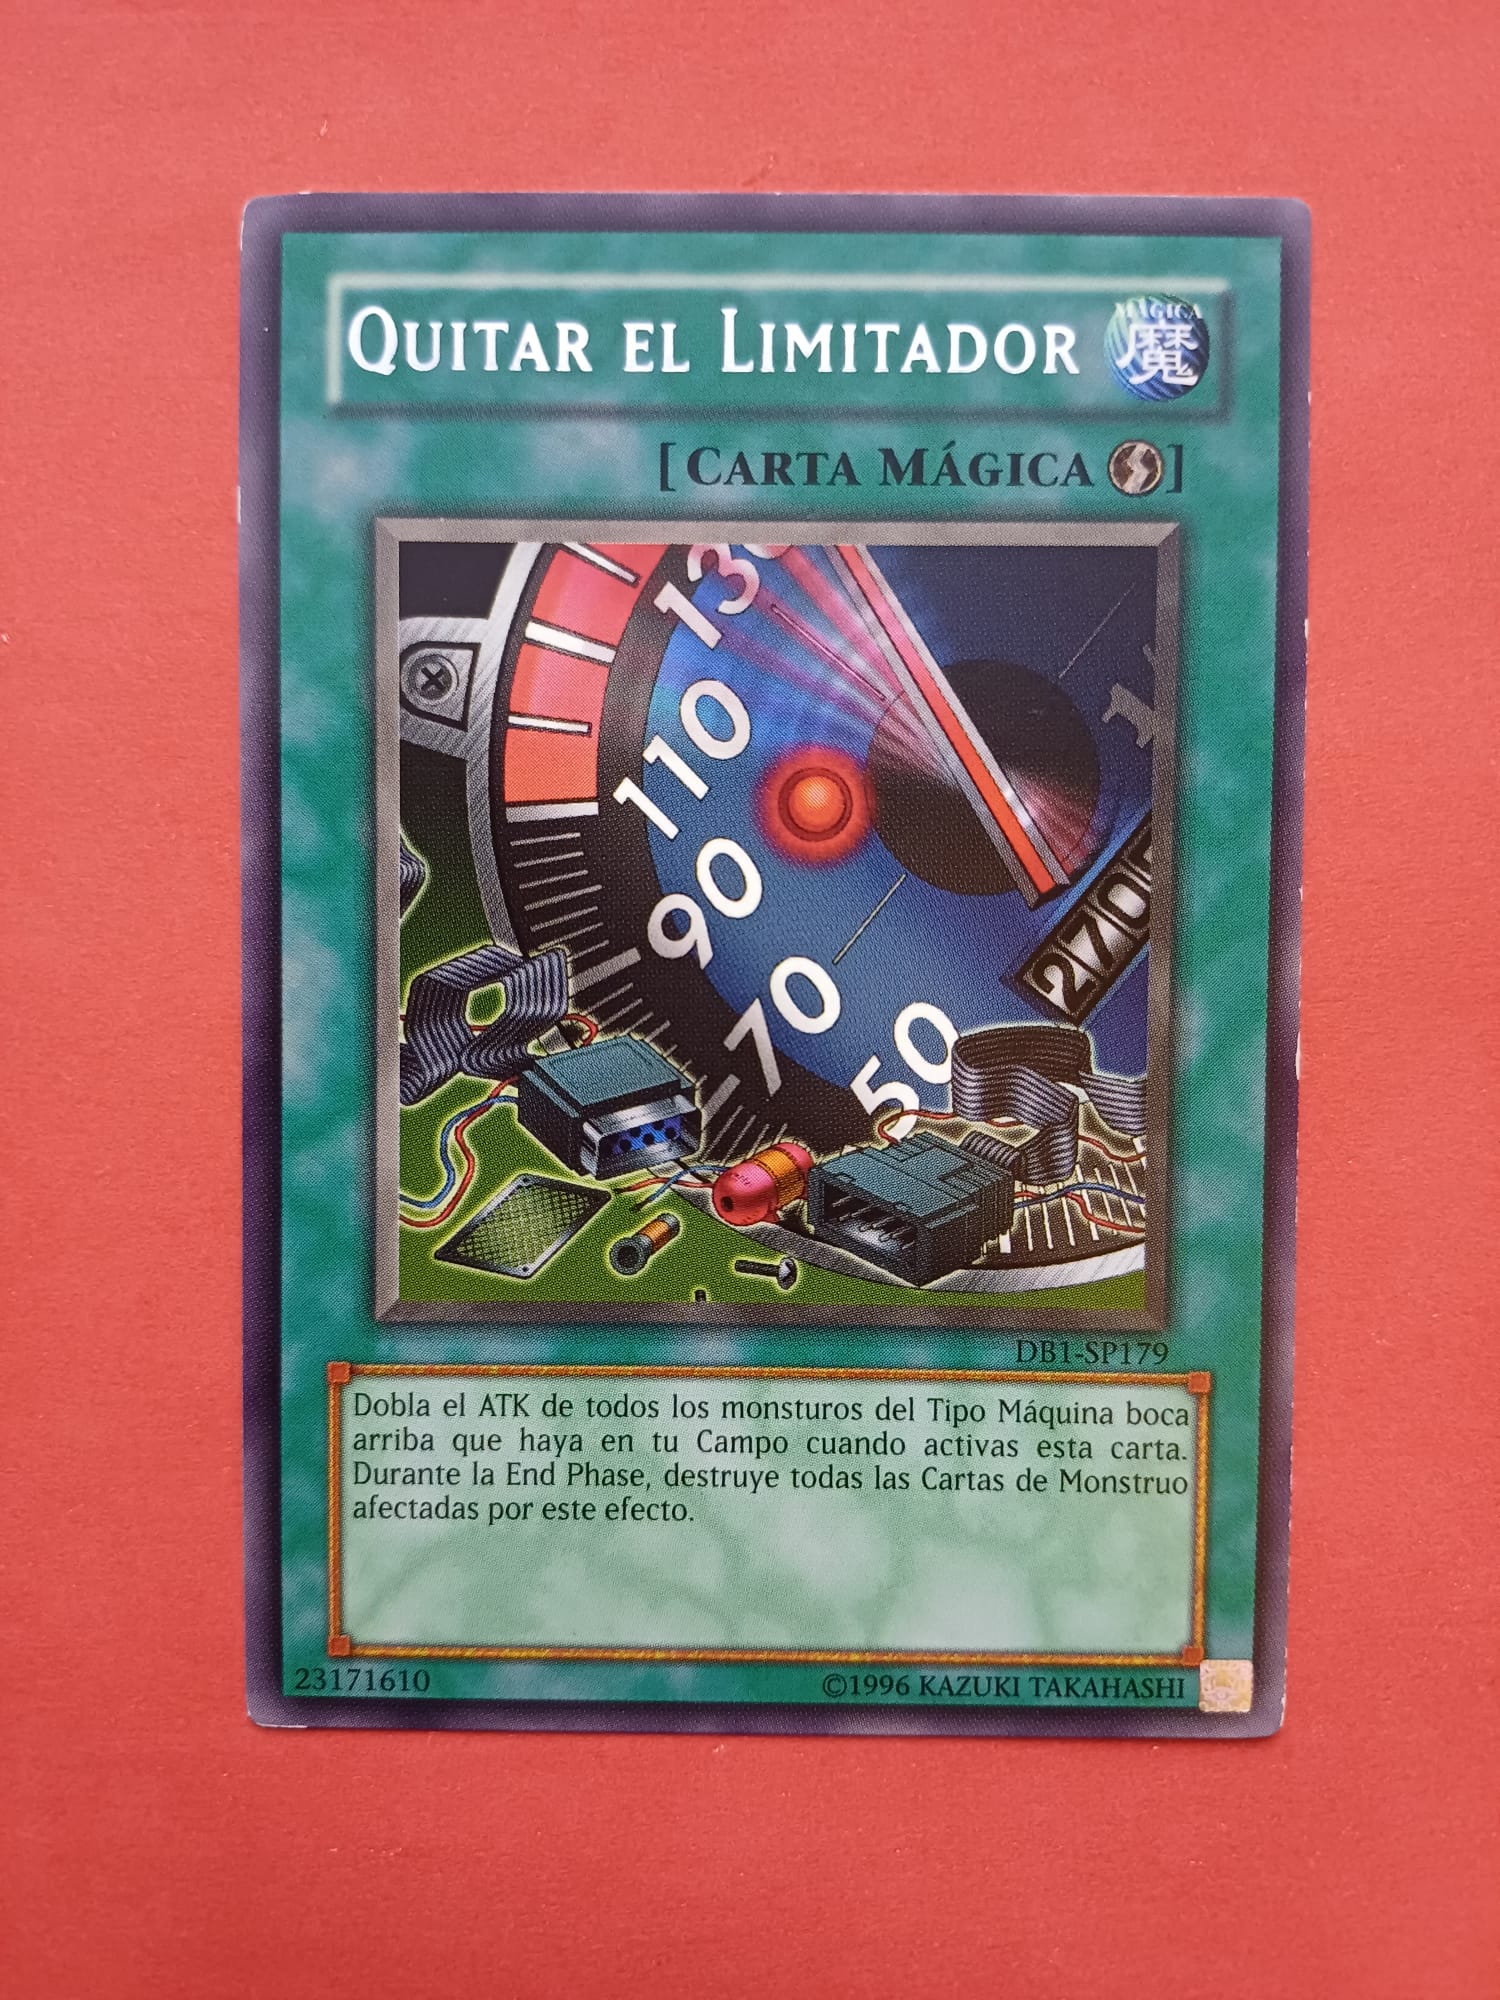 QUITAR EL LIMITADOR
MÁGICA
魔
[CARTA MÁGICA]
130
110
90
70
50
1
270
DB1-SP179
Dobla el ATK de todos los monsturos del Tipo Máquina boca
arriba que haya en tu Campo cuando activas esta carta.
Durante la End Phase, destruye todas las Cartas de Monstruo
afectadas por este efecto.
23171610
©1996 KAZUKI TAKAHASHI